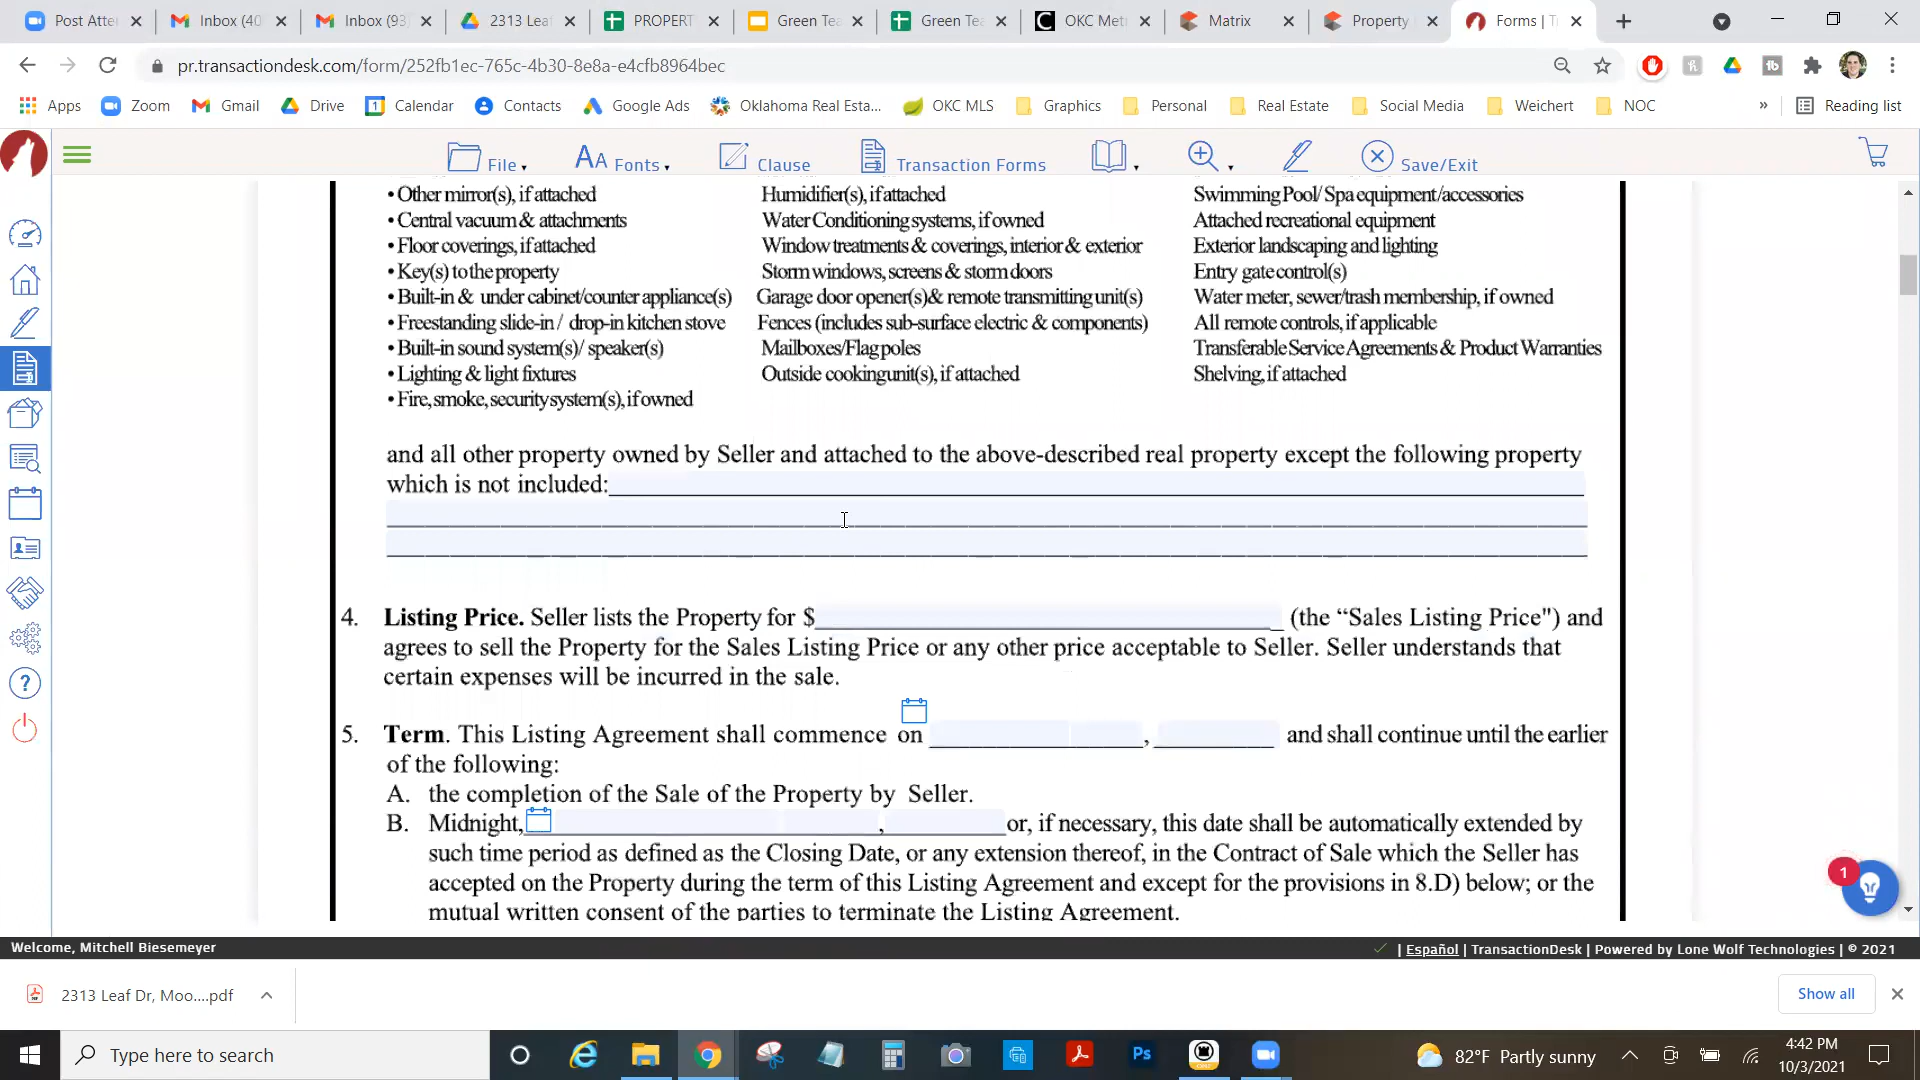 Post Atte
Inbox (40
Inbox (93
2313 Leaf
PROPERT
Green Tea
Green Tea
OKC Met
Matrix
Property
Forms | T
pr.transactiondesk.com/form/252fb1ec-765c-4b30-8e8a-e4cfb8964bec
Apps
Zoom
Gmail
Drive
Calendar
Contacts
Google Ads
Oklahoma Real Esta...
OKC MLS
Graphics
Personal
Real Estate
Social Media
Weichert
NOC
»
Reading list
File
Fonts
Clause
Transaction Forms
Save/Exit
• Other mirror(s), if attached
• Central vacuum & attachments
• Floor coverings, if attached
• Key(s) to the property
• Built-in & under cabinet/counter appliance(s)
• Freestanding slide-in / drop-in kitchen stove
• Built-in sound system(s)/ speaker(s)
• Lighting & light fixtures
• Fire, smoke, security system(s), if owned
Humidifier(s), if attached
Water Conditioning systems, if owned
Window treatments & coverings, interior & exterior
Storm windows, screens & storm doors
Garage door opener(s) & remote transmitting unit(s)
Fences (includes sub-surface electric & components)
Mailboxes/Flag poles
Outside cooking unit(s), if attached
Swimming Pool/ Spa equipment/accessories
Attached recreational equipment
Exterior landscaping and lighting
Entry gate control(s)
Water meter, sewer/trash membership, if owned
All remote controls, if applicable
Transferable Service Agreements & Product Warranties
Shelving, if attached
and all other property owned by Seller and attached to the above-described real property except the following property
which is not included:
4. Listing Price. Seller lists the Property for $ (the “Sales Listing Price") and
agrees to sell the Property for the Sales Listing Price or any other price acceptable to Seller. Seller understands that
certain expenses will be incurred in the sale.
5. Term. This Listing Agreement shall commence on , and shall continue until the earlier
of the following:
A. the completion of the Sale of the Property by Seller.
B. Midnight, , or, if necessary, this date shall be automatically extended by
such time period as defined as the Closing Date, or any extension thereof, in the Contract of Sale which the Seller has
accepted on the Property during the term of this Listing Agreement and except for the provisions in 8.D) below; or the
mutual written consent of the parties to terminate the Listing Agreement.
1
Welcome, Mitchell Biesemeyer
| Español | TransactionDesk | Powered by Lone Wolf Technologies | © 2021
2313 Leaf Dr, Moo....pdf
Show all
Type here to search
Ps
82°F Partly sunny
4:42 PM
10/3/2021